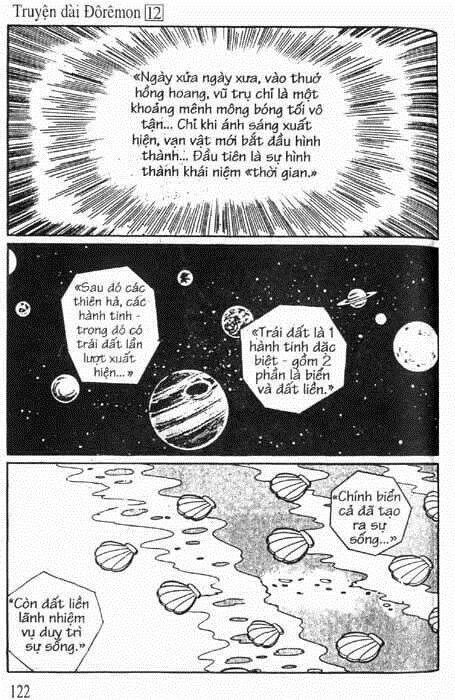 Truyện dài Đôrêmon 12
«Ngày xửa ngày xưa, vào thuở
hồng hoang, vũ trụ chỉ là một
khoảng mênh mông bóng tối vô
tận... Chỉ khi ánh sáng xuất
hiện, vạn vật mới bắt đầu hình
thành... Đầu tiên là sự hình
thành khái niệm «thời gian.»
«Sau đó các
thiên hà, các
hành tinh -
trong đó có
trái đất lần
lượt xuất
hiện...»
«Trái đất là 1
hành tinh đặc
biệt - gồm 2
phần là biển
và đất liền.»
«Chính biển
cả đã tạo
ra sự
sống...»
«Còn đất liền
lãnh nhiệm
vụ duy trì
sự sống.»
122